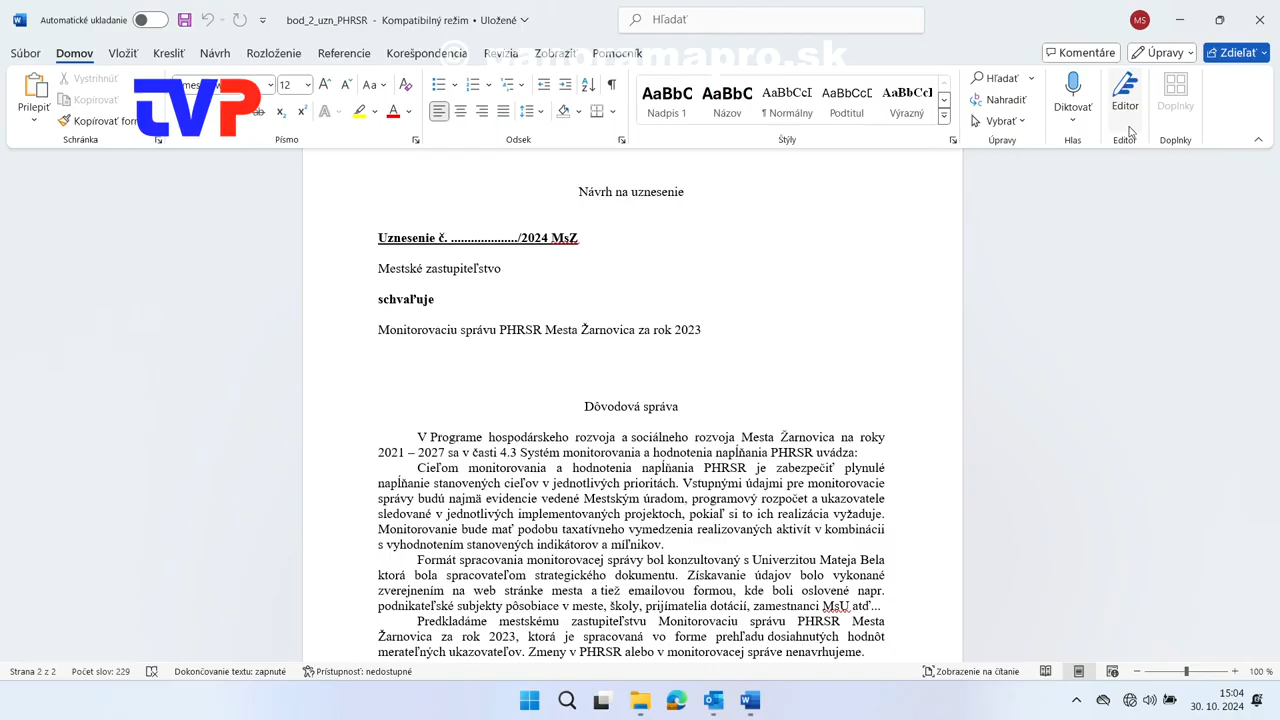 Automatické ukladanie
bod_2_uzn_PHRSR - Kompatibilný režim • Uložené
Hľadať
MS
Súbor Domov Vložiť Kresliť Návrh Rozloženie Referencie Korešpondencia Revízia Zobraziť Pomocník
© panoramapro.sk
Komentáre Úpravy Zdieľať
TVP
Prilepiť
Vystrihnúť
Kopírovať
Kopírovať form
Schránka
12
Aa
Písmo
Odsek
AaBbC AaBbC AaBbCcI AaBbCcD AaBbCcI
Nadpis 1 Názov ¶ Normálny Podtitul Výrazný
Štýly
Hľadať
Nahradiť
Vybrať
Úpravy
Diktovať
Hlas
Editor
Editor
Doplnky
Doplnky
Návrh na uznesenie
Uznesenie č. ..................../2024 MsZ
Mestské zastupiteľstvo
schvaľuje
Monitorovaciu správu PHRSR Mesta Žarnovica za rok 2023
Dôvodová správa
V Programe hospodárskeho rozvoja a sociálneho rozvoja Mesta Žarnovica na roky
2021 – 2027 sa v časti 4.3 Systém monitorovania a hodnotenia napĺňania PHRSR uvádza:
Cieľom monitorovania a hodnotenia napĺňania PHRSR je zabezpečiť plynulé
napĺňanie stanovených cieľov v jednotlivých prioritách. Vstupnými údajmi pre monitorovacie
správy budú najmä evidencie vedené Mestským úradom, programový rozpočet a ukazovatele
sledované v jednotlivých implementovaných projektoch, pokiaľ si to ich realizácia vyžaduje.
Monitorovanie bude mať podobu taxatívneho vymedzenia realizovaných aktivít v kombinácii
s vyhodnotením stanovených indikátorov a míľnikov.
Formát spracovania monitorovacej správy bol konzultovaný s Univerzitou Mateja Bela
ktorá bola spracovateľom strategického dokumentu. Získavanie údajov bolo vykonané
zverejnením na web stránke mesta a tiež emailovou formou, kde boli oslovené napr.
podnikateľské subjekty pôsobiace v meste, školy, prijímatelia dotácií, zamestnanci MsU atď...
Predkladáme mestskému zastupiteľstvu Monitorovaciu správu PHRSR Mesta
Žarnovica za rok 2023, ktorá je spracovaná vo forme prehľadu dosiahnutých hodnôt
merateľných ukazovateľov. Zmeny v PHRSR alebo v monitorovacej správe nenavrhujeme.
Strana 2 z 2 Počet slov: 229 Dokončovanie textu: zapnuté Prístupnosť: nedostupné Zobrazenie na čítanie 100 %
15:04
30. 10. 2024